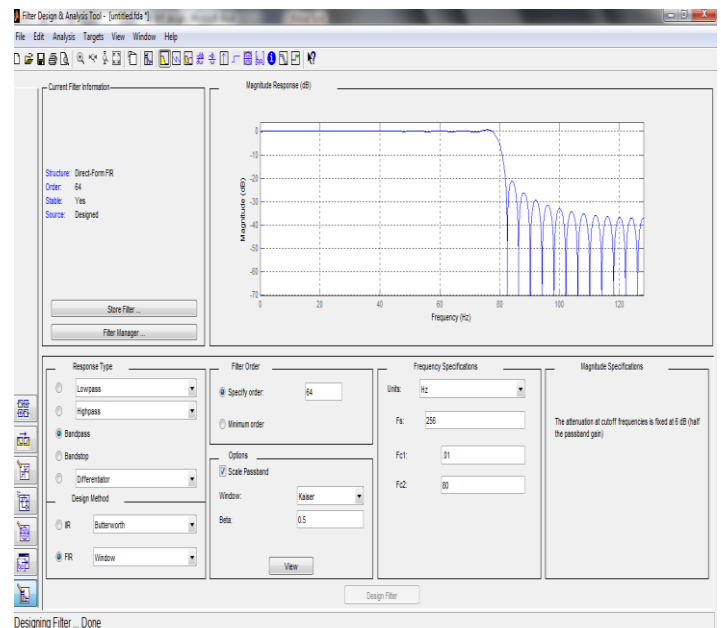 Filter Design & Analysis Tool - [untitled.fda *]
File Edit Analysis Targets View Window Help
Current Filter Information
Structure: Direct-Form FIR
Order: 64
Stable: Yes
Source: Designed
Store Filter ...
Filter Manager ...
Magnitude Response (dB)
Magnitude (dB)
0
-10
-20
-30
-40
-50
-60
-70
0 20 40 60 80 100 120
Frequency (Hz)
Response Type
Lowpass
Highpass
Bandpass
Bandstop
Differentiator
Design Method
IIR Butterworth
FIR Window
Filter Order
Specify order: 64
Minimum order
Options
Scale Passband
Window: Kaiser
Beta: 0.5
View
Frequency Specifications
Units: Hz
Fs: 256
Fc1: .01
Fc2: 80
Magnitude Specifications
The attenuation at cutoff frequencies is fixed at 6 dB (half
the passband gain)
Design Filter
Designing Filter ... Done